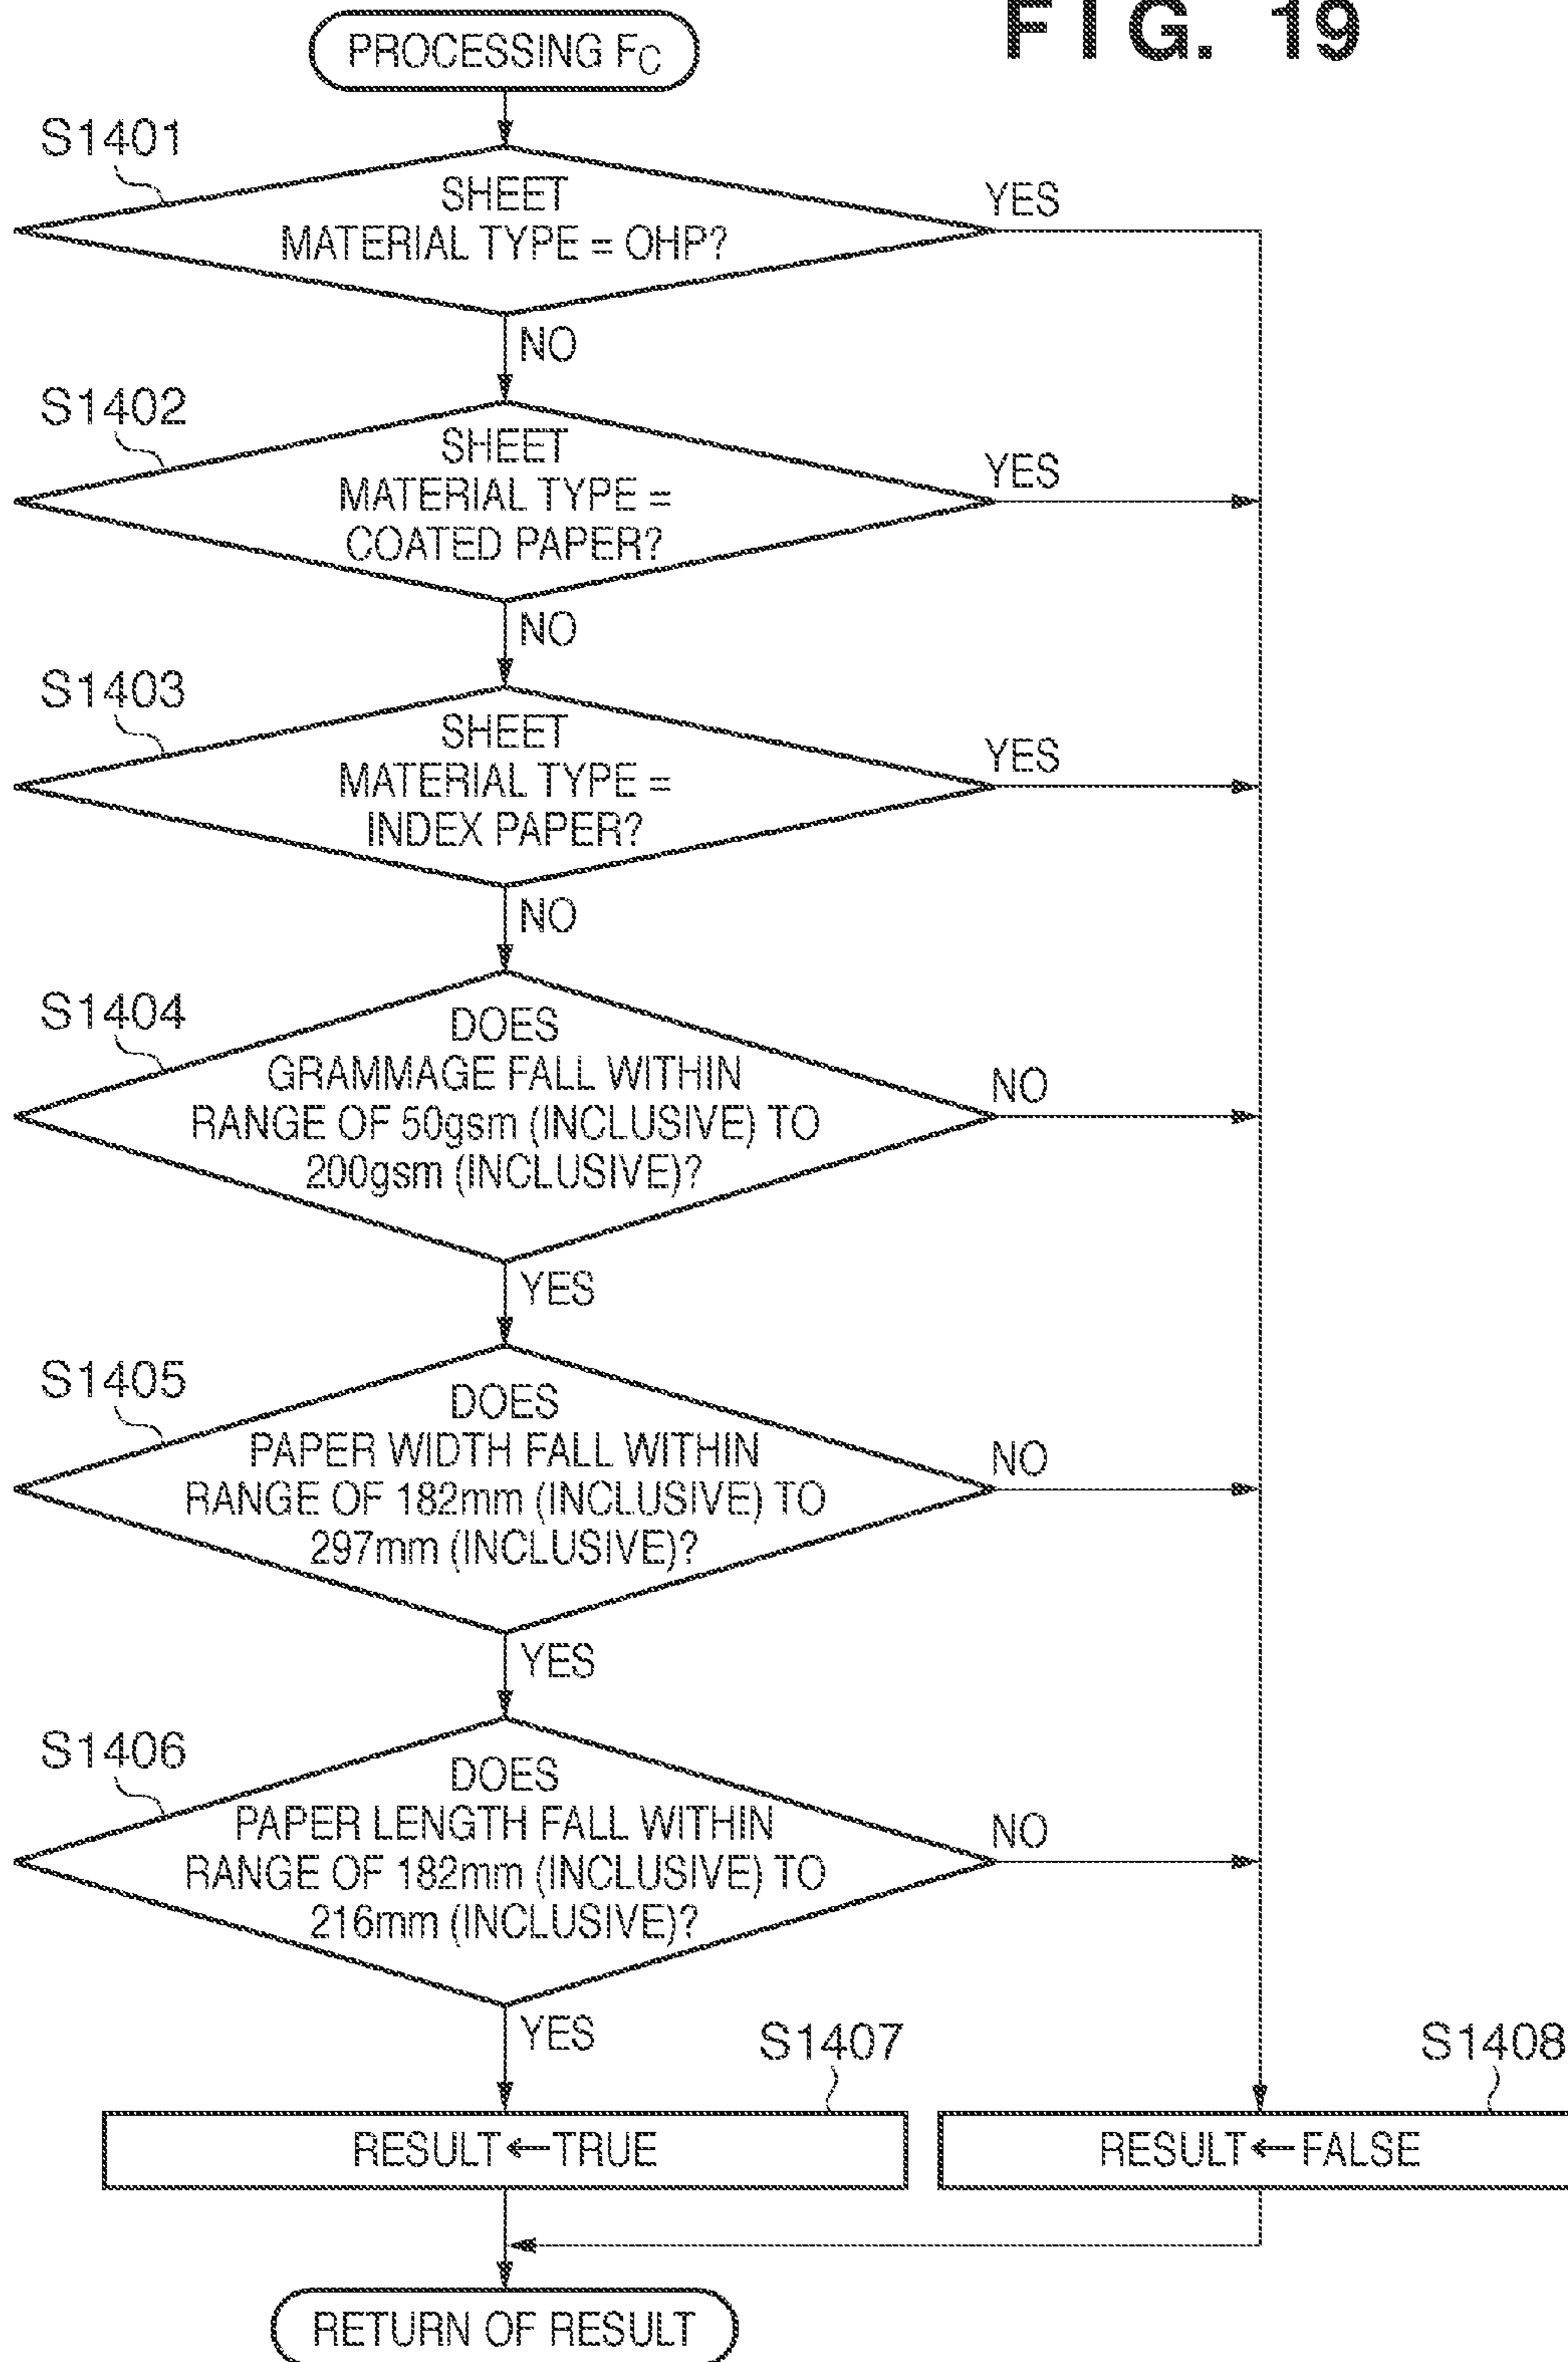 FIG. 19
PROCESSING FC
S1401
SHEET
MATERIAL TYPE = OHP?
YES
NO
S1402
SHEET
MATERIAL TYPE =
COATED PAPER?
YES
NO
S1403
SHEET
MATERIAL TYPE =
INDEX PAPER?
YES
NO
S1404
DOES
GRAMMAGE FALL WITHIN
RANGE OF 50gsm (INCLUSIVE) TO
200gsm (INCLUSIVE)?
NO
YES
S1405
DOES
PAPER WIDTH FALL WITHIN
RANGE OF 182mm (INCLUSIVE) TO
297mm (INCLUSIVE)?
NO
YES
S1406
DOES
PAPER LENGTH FALL WITHIN
RANGE OF 182mm (INCLUSIVE) TO
216mm (INCLUSIVE)?
NO
YES
S1407
RESULT←TRUE
S1408
RESULT←FALSE
RETURN OF RESULT